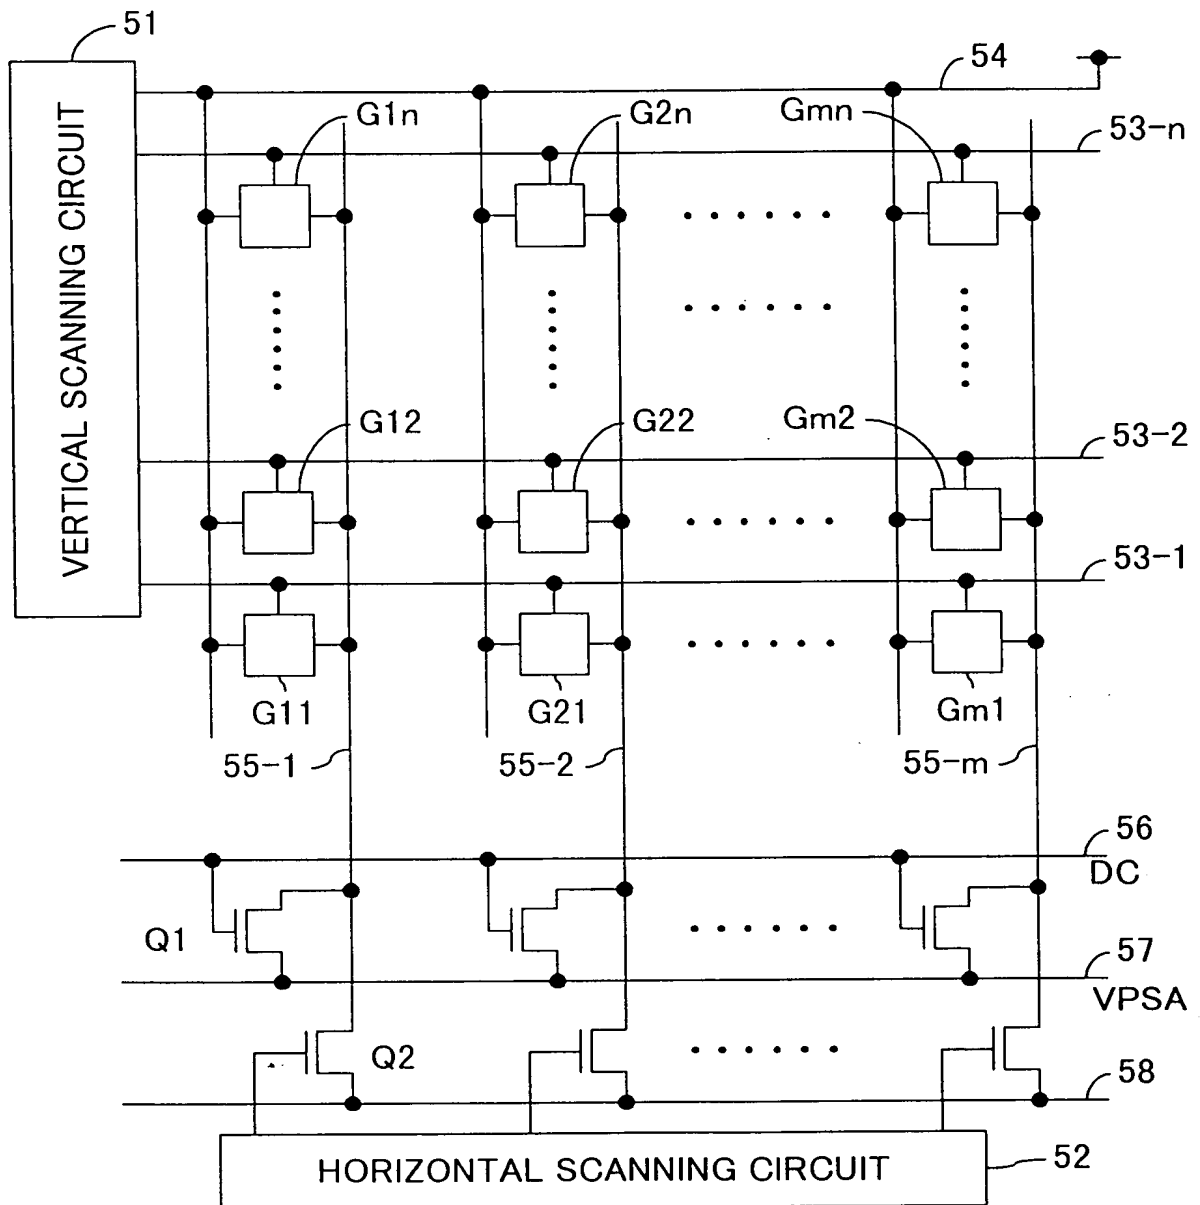 51
54
G1n
G2n
Gmn
53-n
VERTICAL SCANNING CIRCUIT
G12
G22
Gm2
53-2
53-1
G11
G21
Gm1
55-1
55-2
55-m
56
DC
Q1
57
VPSA
Q2
58
HORIZONTAL SCANNING CIRCUIT
52